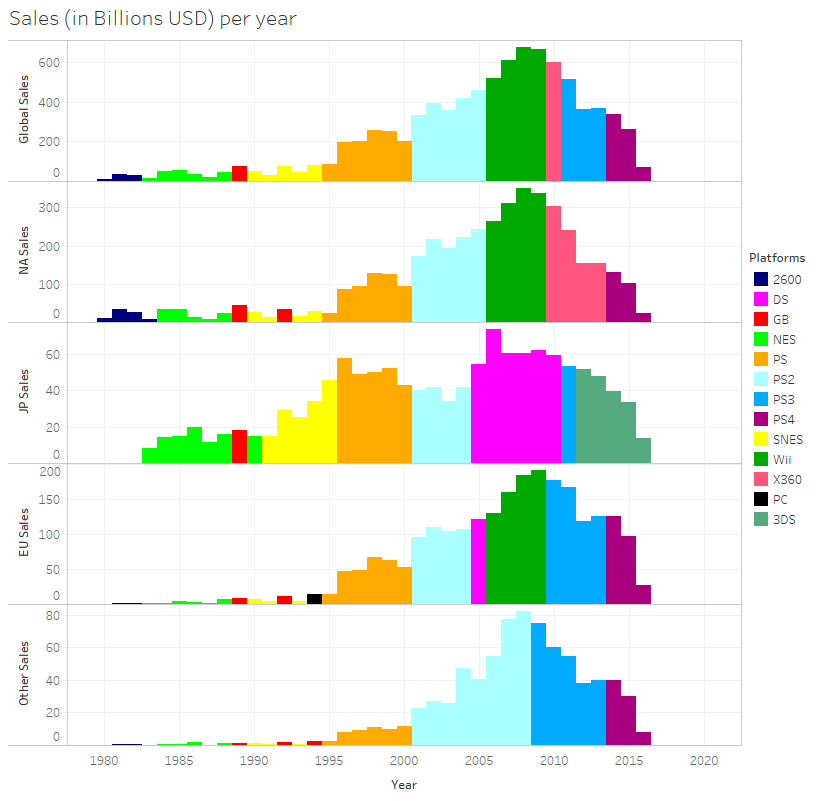 Sales (in Billions USD) per year
Global Sales
600
400
200
0
NA Sales
300
200
100
0
JP Sales
60
40
20
0
EU Sales
200
150
100
50
0
Other Sales
80
60
40
20
0
1980 1985 1990 1995 2000 2005 2010 2015 2020
Year
Platforms
2600
DS
GB
NES
PS
PS2
PS3
PS4
SNES
Wii
X360
PC
3DS